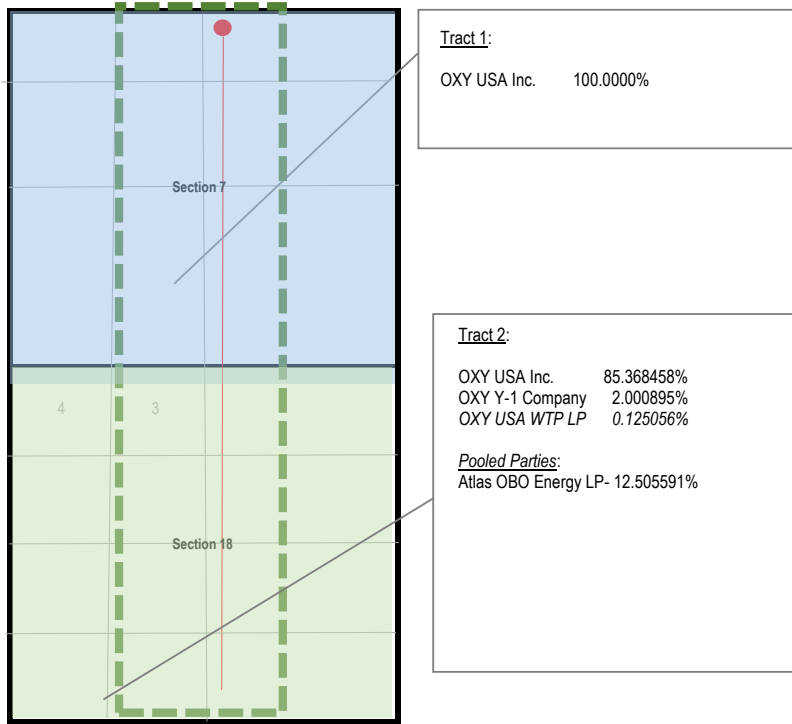 Tract 1:
OXY USA Inc. 100.0000%
Section 7
4 3
Section 18
Tract 2:
OXY USA Inc. 85.368458%
OXY Y-1 Company 2.000895%
OXY USA WTP LP 0.125056%
Pooled Parties:
Atlas OBO Energy LP- 12.505591%